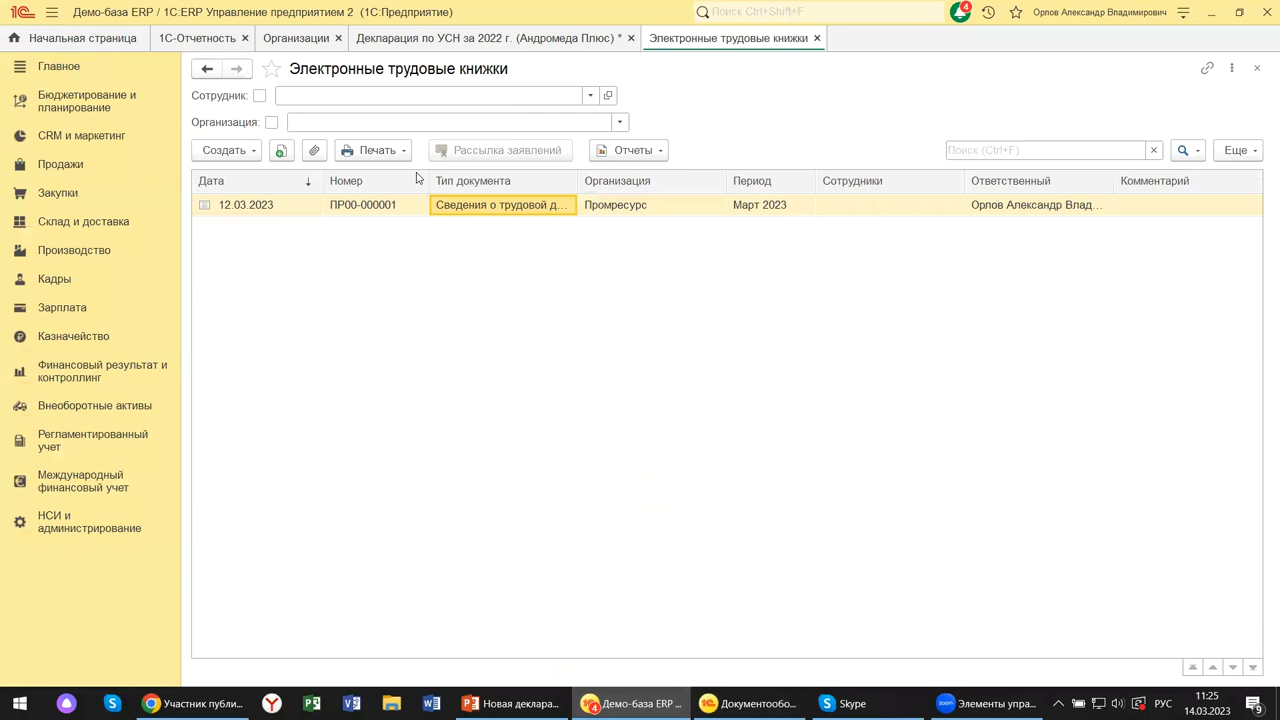 Демо-база ERP / 1С:ERP Управление предприятием 2 (1С:Предприятие)
Поиск Ctrl+Shift+F
4
Орлов Александр Владимирович
Начальная страница
1С-Отчетность
Организации
Декларация по УСН за 2022 г. (Андромеда Плюс) *
Электронные трудовые книжки
Главное
Бюджетирование и
планирование
CRM и маркетинг
Продажи
Закупки
Склад и доставка
Производство
Кадры
Зарплата
Казначейство
Финансовый результат и
контроллинг
Внеоборотные активы
Регламентированный
учет
Международный
финансовый учет
НСИ и
администрирование
Электронные трудовые книжки
Сотрудник:
Организация:
Создать
Печать
Рассылка заявлений
Отчеты
Поиск (Ctrl+F)
Еще
Дата ↓ Номер Тип документа Организация Период Сотрудники Ответственный Комментарий
12.03.2023 ПР00-000001 Сведения о трудовой д... Промресурс Март 2023 Орлов Александр Влад...
Участник публи...
Новая деклара...
4
Демо-база ERP ...
Документообо...
Skype
zoom
Элементы упра...
РУС
11:25
14.03.2023
9